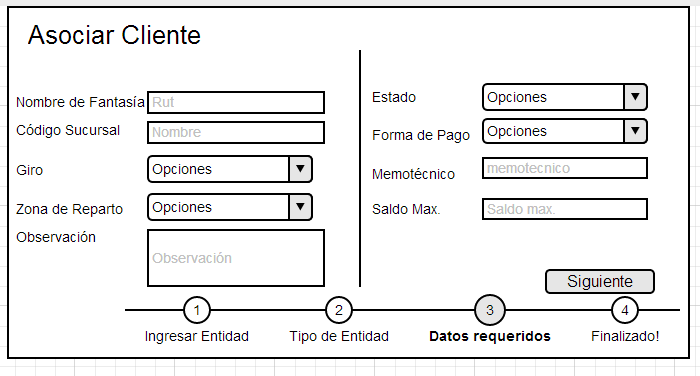 Asociar Cliente
Nombre de Fantasía Rut
Código Sucursal Nombre
Giro Opciones
Zona de Reparto Opciones
Observación Observación
Estado Opciones
Forma de Pago Opciones
Memotécnico memotecnico
Saldo Max. Saldo max.
Siguiente
1 2 3 4
Ingresar Entidad Tipo de Entidad Datos requeridos Finalizado!